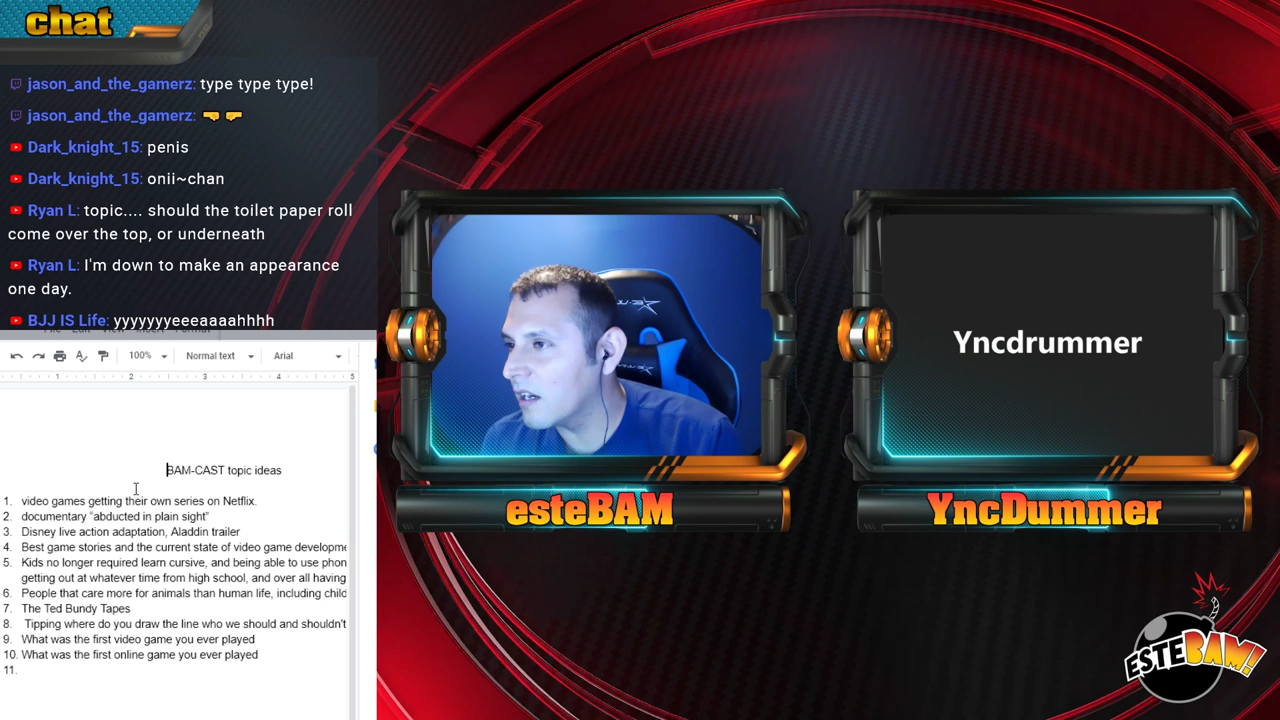 chat
jason_and_the_gamerz: type type type!
jason_and_the_gamerz:
Dark_knight_15: penis
Dark_knight_15: onii~chan
Ryan L: topic.... should the toilet paper roll
come over the top, or underneath
Ryan L: I'm down to make an appearance
one day.
BJJ IS Life: yyyyyyyeeeaaaahhhh
100% Normal text Arial
1 2 3 4 5
BAM-CAST topic ideas
1. video games getting their own series on Netflix.
2. documentary “abducted in plain sight”
3. Disney live action adaptation, Aladdin trailer
4. Best game stories and the current state of video game developme
5. Kids no longer required learn cursive, and being able to use phon
getting out at whatever time from high school, and over all having
6. People that care more for animals than human life, including child
7. The Ted Bundy Tapes
8. Tipping where do you draw the line who we should and shouldn't
9. What was the first video game you ever played
10. What was the first online game you ever played
11.
esteBAM
Yncdrummer
YncDummer
ESTEBAM!